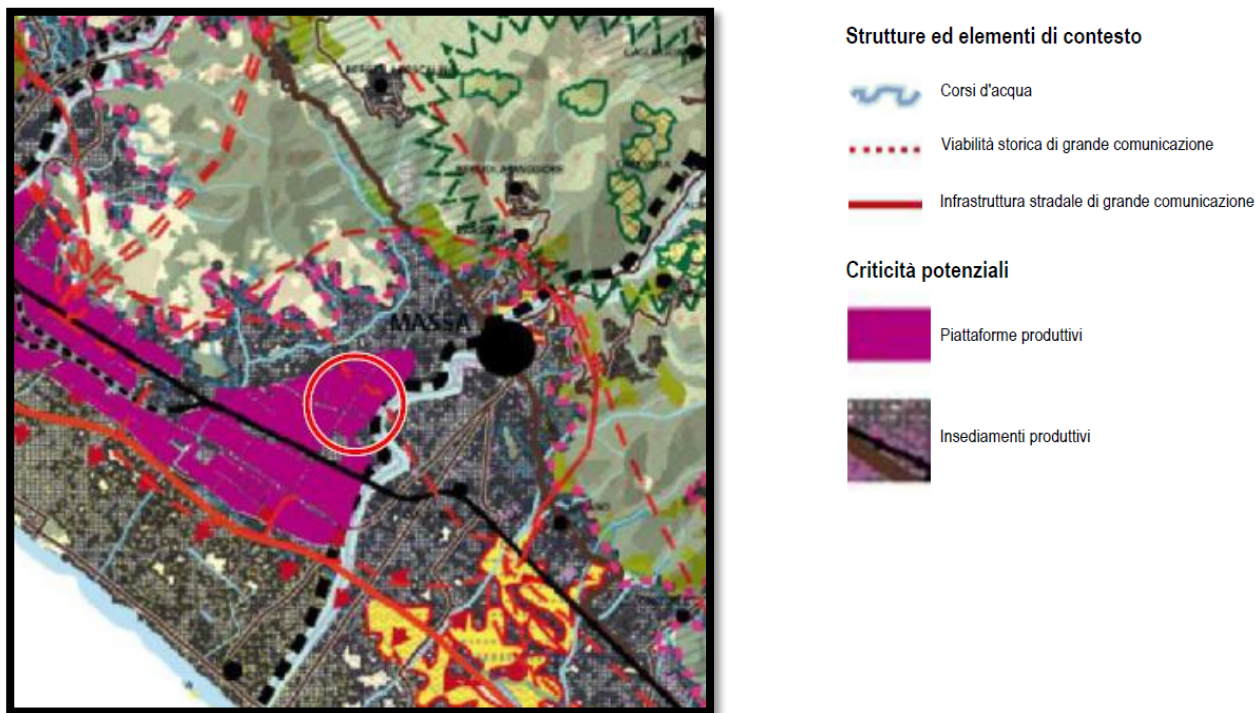 MASSA
Strutture ed elementi di contesto
Corsi d'acqua
Viabilità storica di grande comunicazione
Infrastruttura stradale di grande comunicazione
Criticità potenziali
Piattaforme produttivi
Insediamenti produttivi